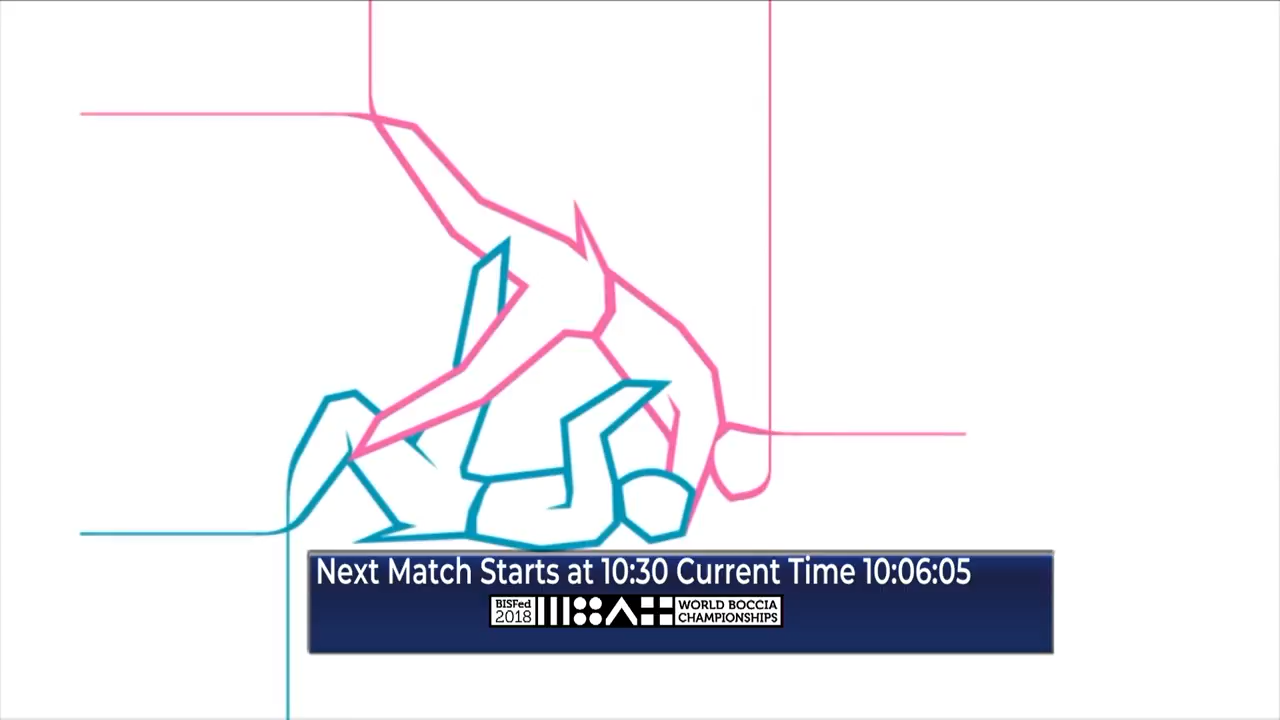 Next Match Starts at 10:30 Current Time 10:06:05
BISFed
2018
WORLD BOCCIA
CHAMPIONSHIPS